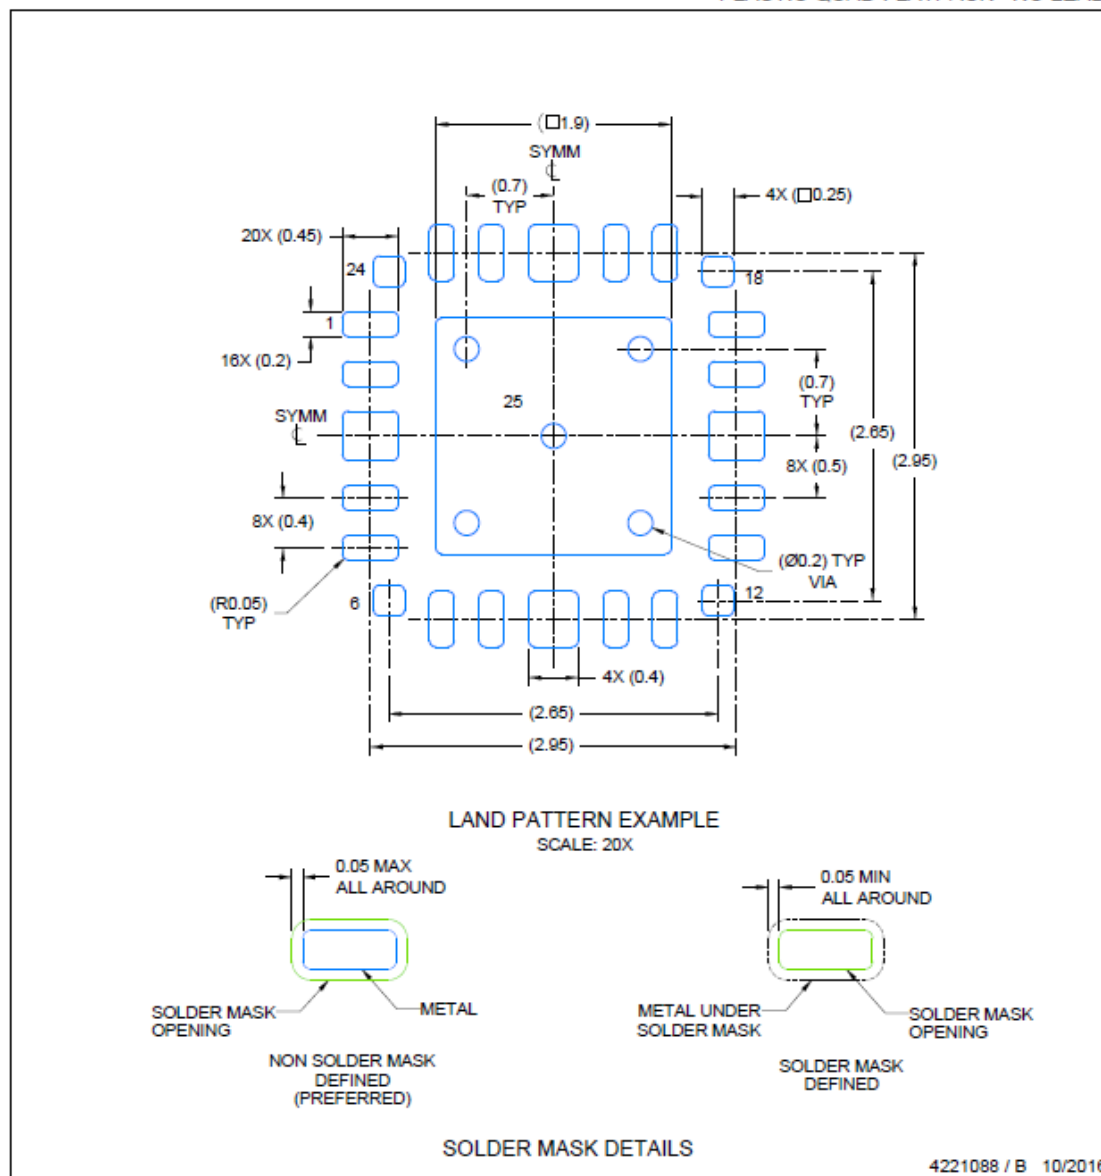 (□1.9)
SYMM
℄
(0.7)
TYP
4X (□0.25)
20X (0.45)
24
18
1
16X (0.2)
(0.7)
TYP
25
SYMM
℄
(2.65)
(2.95)
8X (0.5)
8X (0.4)
(Ø0.2) TYP
VIA
(R0.05)
TYP
6
12
4X (0.4)
(2.65)
(2.95)
LAND PATTERN EXAMPLE
SCALE: 20X
0.05 MAX
ALL AROUND
0.05 MIN
ALL AROUND
SOLDER MASK
OPENING
METAL
METAL UNDER
SOLDER MASK
SOLDER MASK
OPENING
NON SOLDER MASK
DEFINED
(PREFERRED)
SOLDER MASK
DEFINED
SOLDER MASK DETAILS
4221088 / B 10/2016